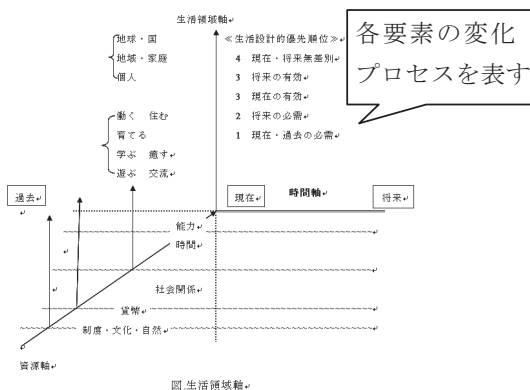 生活領域軸
地球・国
地域・家庭
個人
≪生活設計的優先順位≫
4 現在・将来無差別
3 将来の有効
3 現在の有効
2 将来の必需
1 現在・過去の必需
各要素の変化
プロセスを表す
働く 住む
育てる
学ぶ 癒す
遊ぶ 交流
過去
現在
時間軸
将来
能力
時間
社会関係
貨幣
制度・文化・自然
資源軸
図.生活領域軸